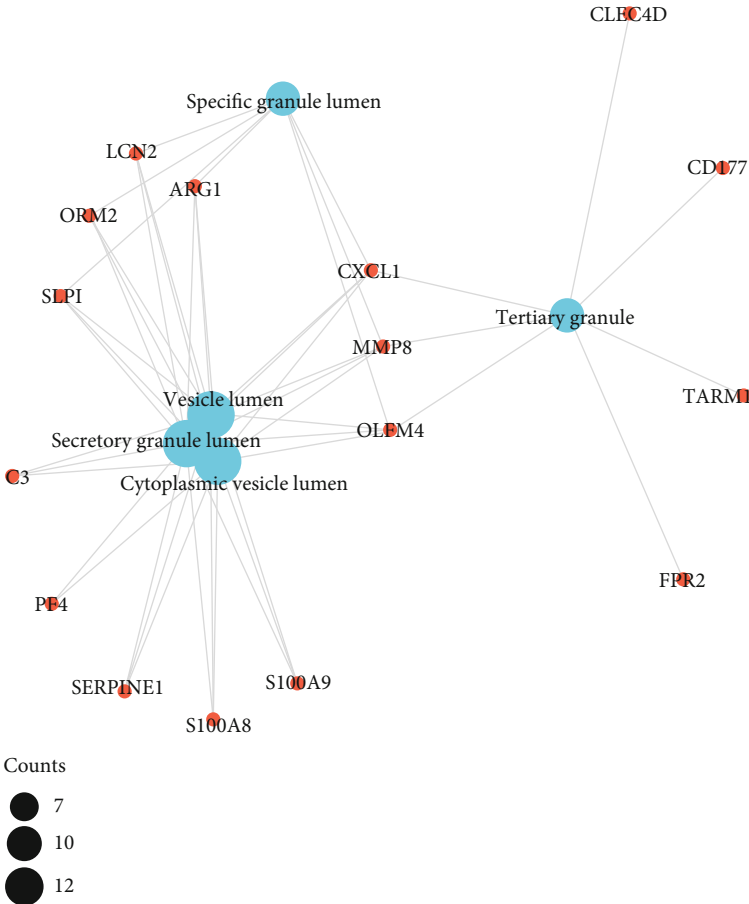 CLEC4D
Specific granule lumen
LCN2
CD177
ARG1
ORM2
CXCL1
SLPI
Tertiary granule
MMP8
TARM1
Vesicle lumen
OLFM4
Secretory granule lumen
C3
Cytoplasmic vesicle lumen
FPR2
PF4
S100A9
SERPINE1
S100A8
Counts
7
10
12